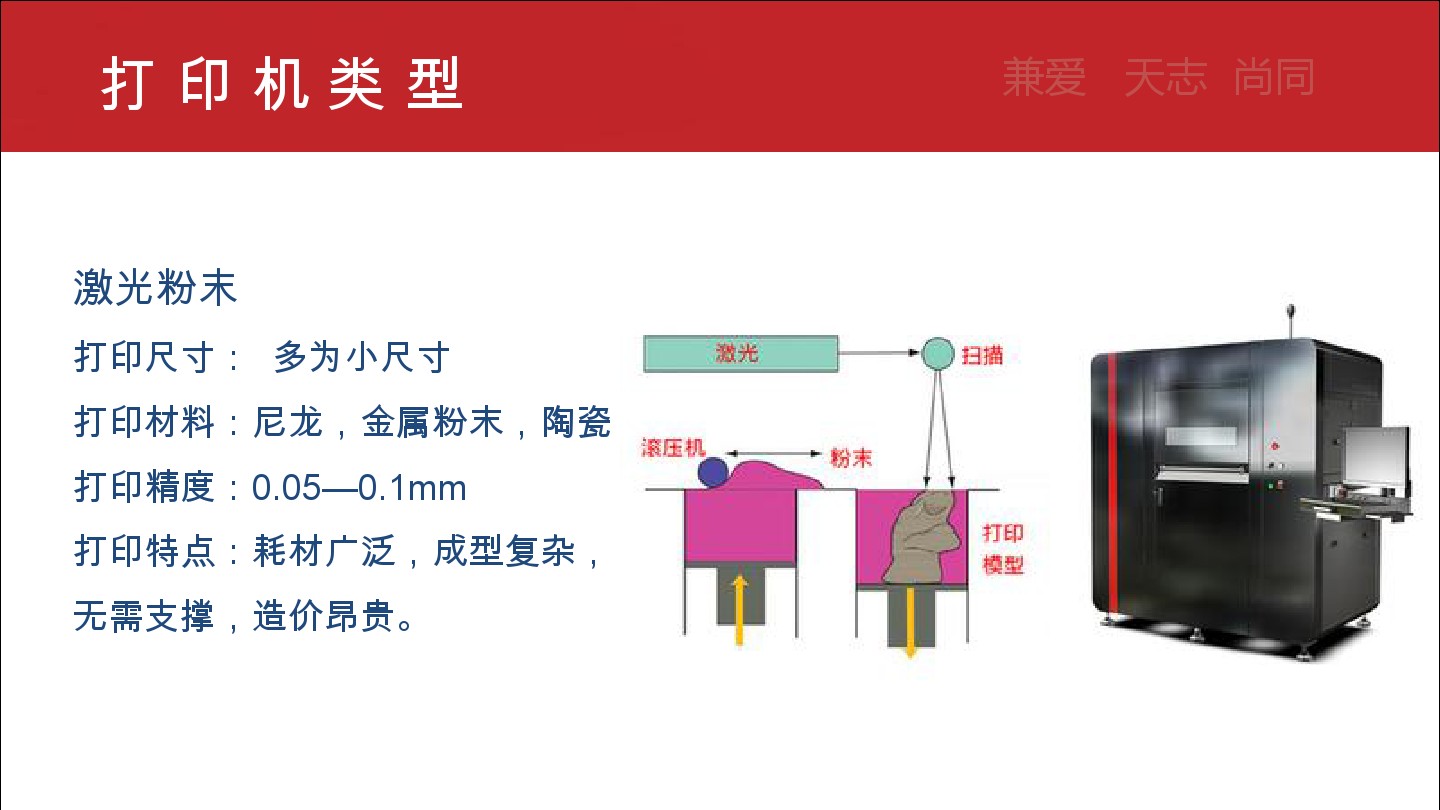 打印机类型
兼爱 天志 尚同
激光粉末
打印尺寸： 多为小尺寸
打印材料：尼龙，金属粉末，陶瓷
打印精度：0.05—0.1mm
打印特点：耗材广泛，成型复杂，
无需支撑，造价昂贵。
激光
扫描
滚压机
粉末
打印
模型